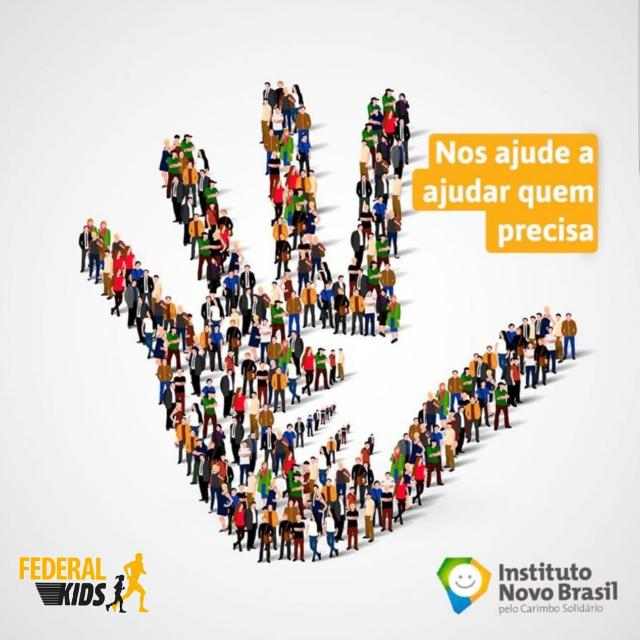 Nos ajude a
ajudar quem
precisa
FEDERAL
KIDS
Instituto
Novo Brasil
pelo Carimbo Solidário